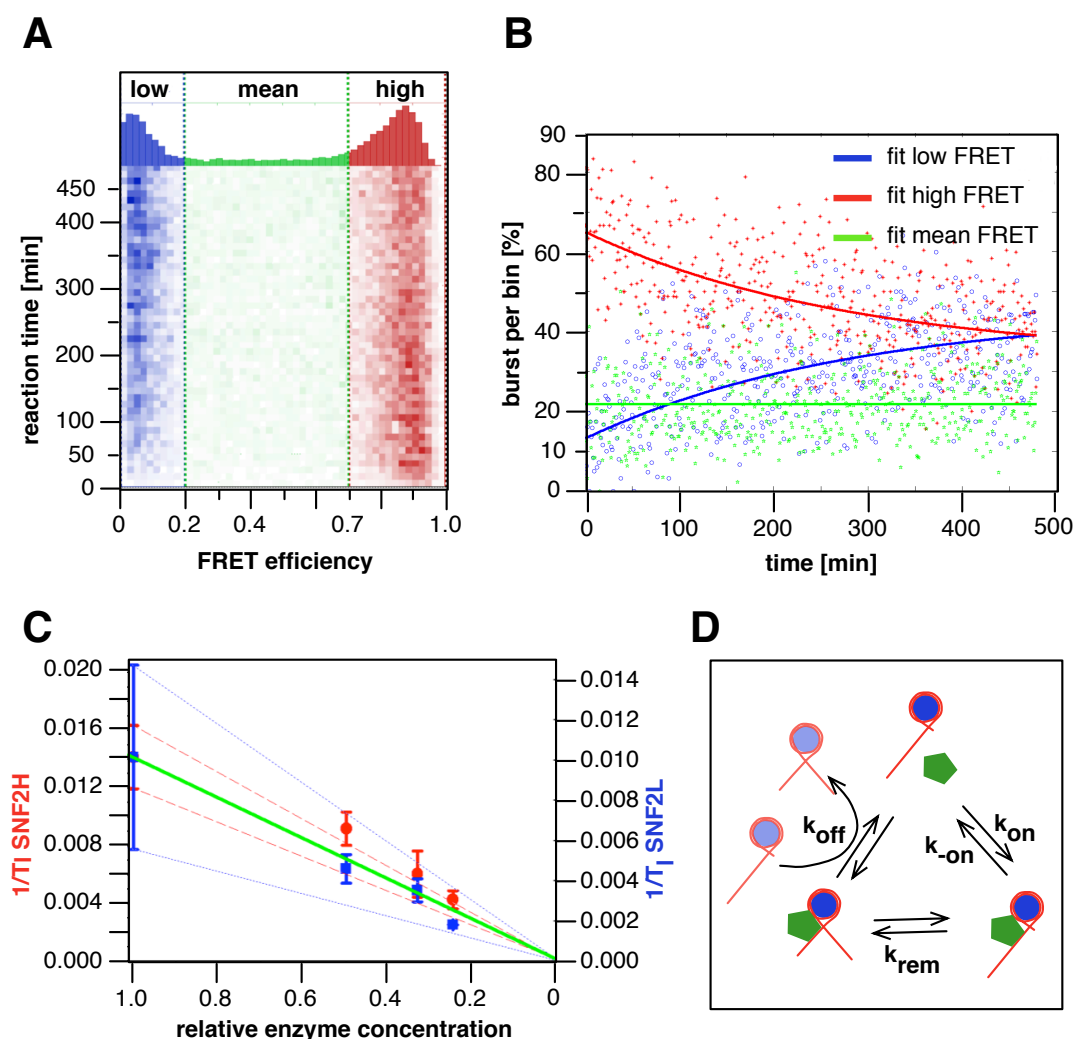 A
low mean high
reaction time [min]
450
400
300
200
100
50
0
0 0.2 0.4 0.7 1.0
FRET efficiency
B
burst per bin [%]
90
80
60
40
20
10
0
fit low FRET
fit high FRET
fit mean FRET
0 100 200 300 400 500
time [min]
C
1/TI SNF2H
0.020
0.016
0.012
0.008
0.004
0.000
0.014
0.012
0.010
0.008
0.006
0.004
0.002
0.000
1/TI SNF2L
1.0 0.8 0.6 0.4 0.2 0
relative enzyme concentration
D
koff
kon
k-on
krem